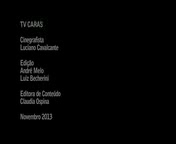 TV CARAS
Cinegrafista
Luciano Cavalcante
Edição
André Melo
Luiz Becherini
Editora de Conteúdo
Claudia Ospina
Novembro 2013